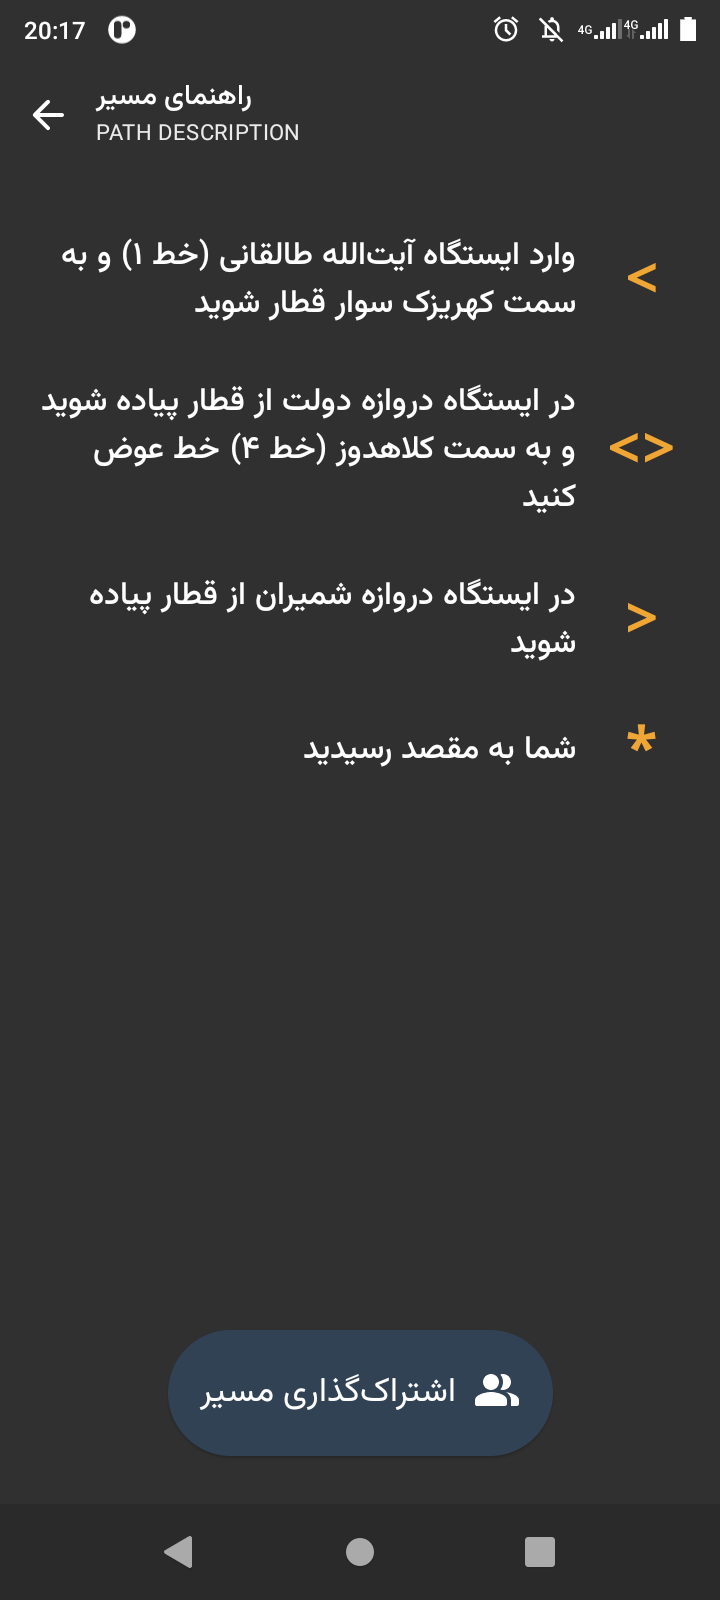 20:17
4G 4G
راهنمای مسیر
PATH DESCRIPTION
وارد ایستگاه آیت‌الله طالقانی (خط ۱) و به
سمت کهریزک سوار قطار شوید
<
در ایستگاه دروازه دولت از قطار پیاده شوید
و به سمت کلاهدوز (خط ۴) خط عوض
کنید
<>
در ایستگاه دروازه شمیران از قطار پیاده
شوید
>
شما به مقصد رسیدید
*
اشتراک‌گذاری مسیر